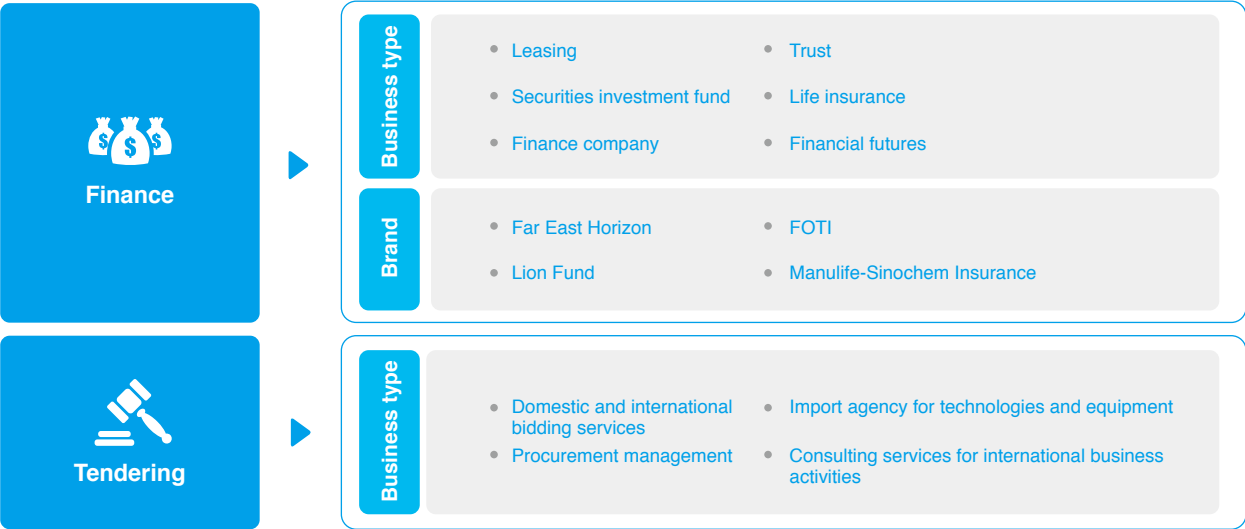 Finance
Business type
Leasing
Trust
Securities investment fund
Life insurance
Finance company
Financial futures
Brand
Far East Horizon
FOTI
Lion Fund
Manulife-Sinochem Insurance
Tendering
Business type
Domestic and international
bidding services
Import agency for technologies and equipment
Procurement management
Consulting services for international business
activities